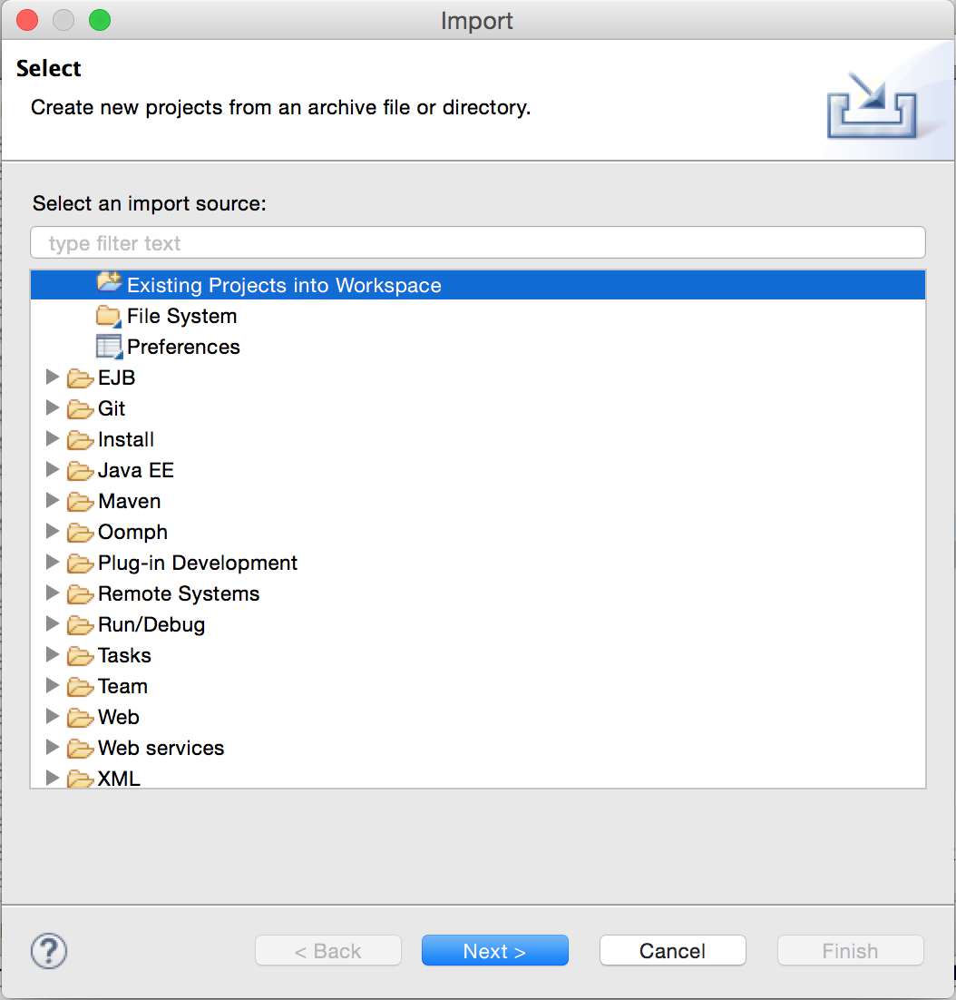 Import
Select
Create new projects from an archive file or directory.
Select an import source:
type filter text
Existing Projects into Workspace
File System
Preferences
EJB
Git
Install
Java EE
Maven
Oomph
Plug-in Development
Remote Systems
Run/Debug
Tasks
Team
Web
Web services
XML
? < Back Next > Cancel Finish